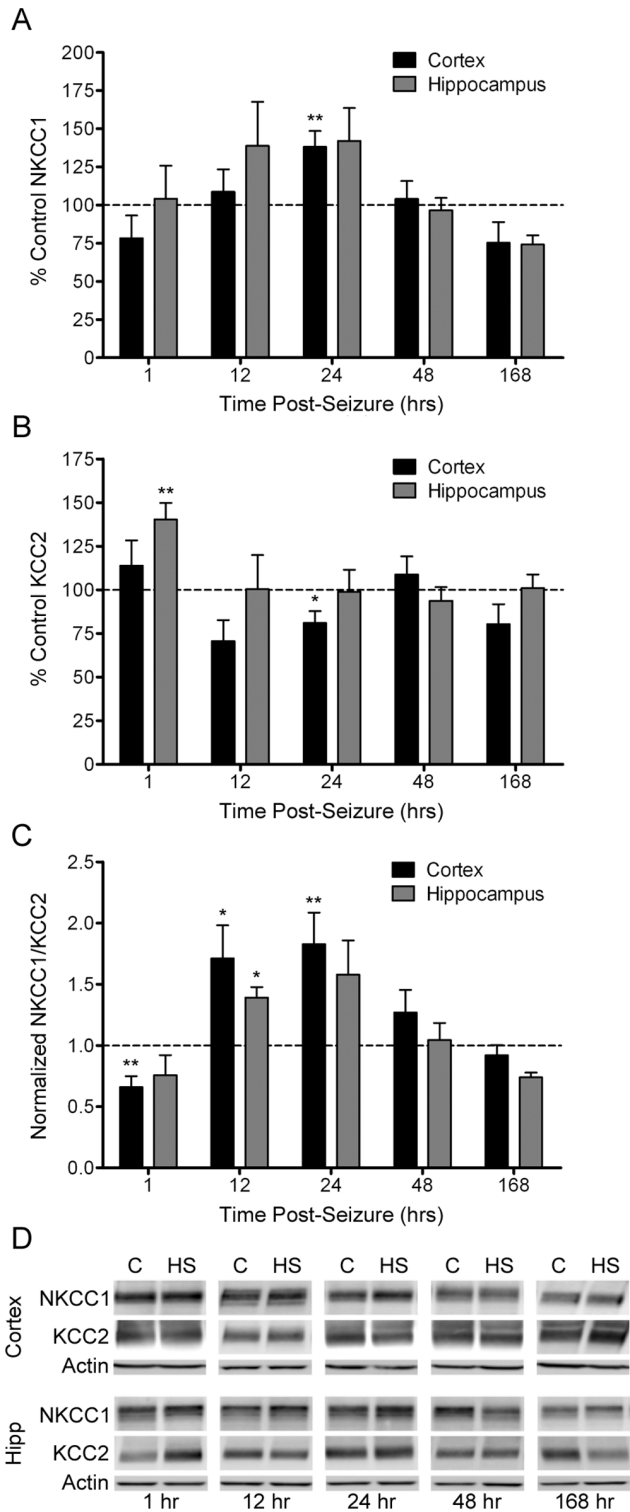 A
200
175
150
125
100
75
50
25
0
% Control NKCC1
Cortex
Hippocampus
**
1 12 24 48 168
Time Post-Seizure (hrs)
B
175
150
125
100
75
50
25
0
% Control KCC2
Cortex
Hippocampus
**
*
1 12 24 48 168
Time Post-Seizure (hrs)
C
2.5
2.0
1.5
1.0
0.5
0.0
Normalized NKCC1/KCC2
Cortex
Hippocampus
**
*
*
**
1 12 24 48 168
Time Post-Seizure (hrs)
D
C HS C HS C HS C HS C HS
Cortex
NKCC1
KCC2
Actin
Hipp
NKCC1
KCC2
Actin
1 hr 12 hr 24 hr 48 hr 168 hr